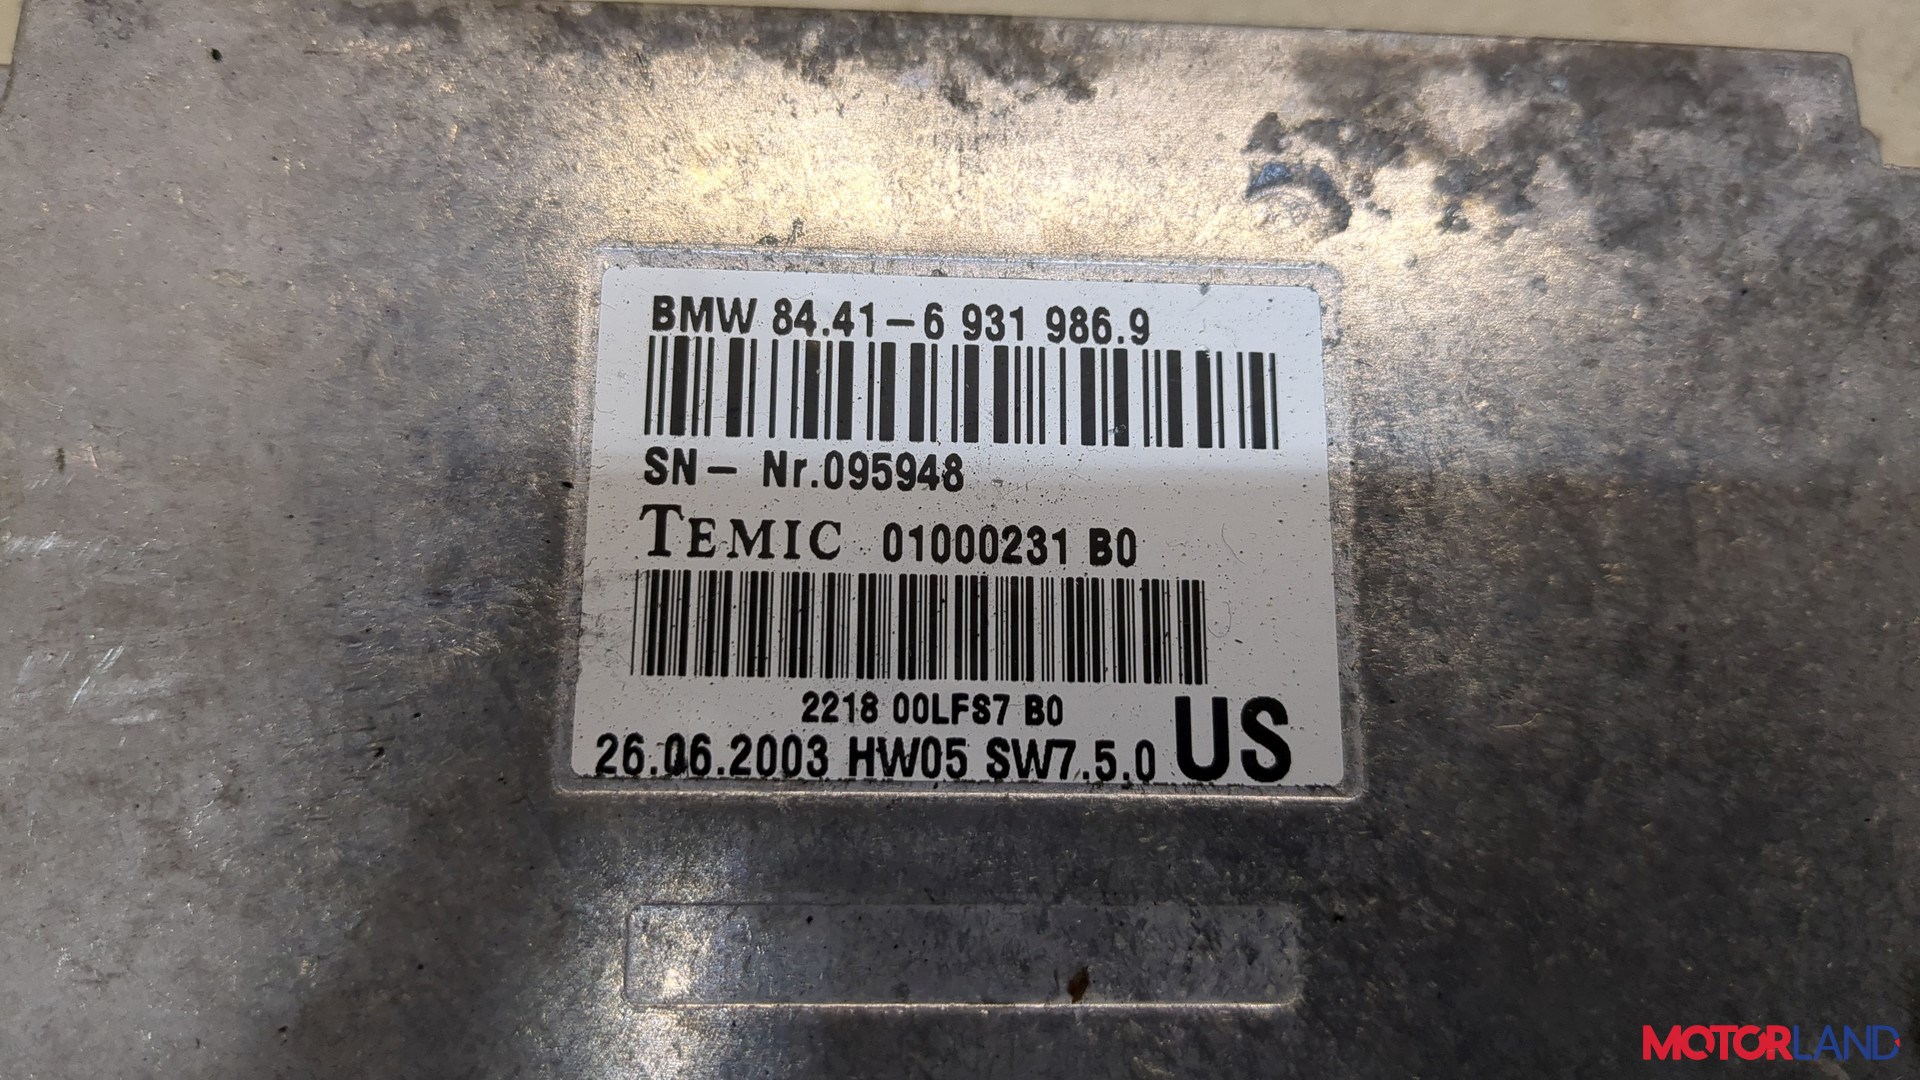 BMW 84.41-6 931 986.9
SN- Nr.095948
TEMIC 01000231 B0
2218 00LFS7 B0
26.06.2003 HW05 SW7.5.0 US
MOTORLAND